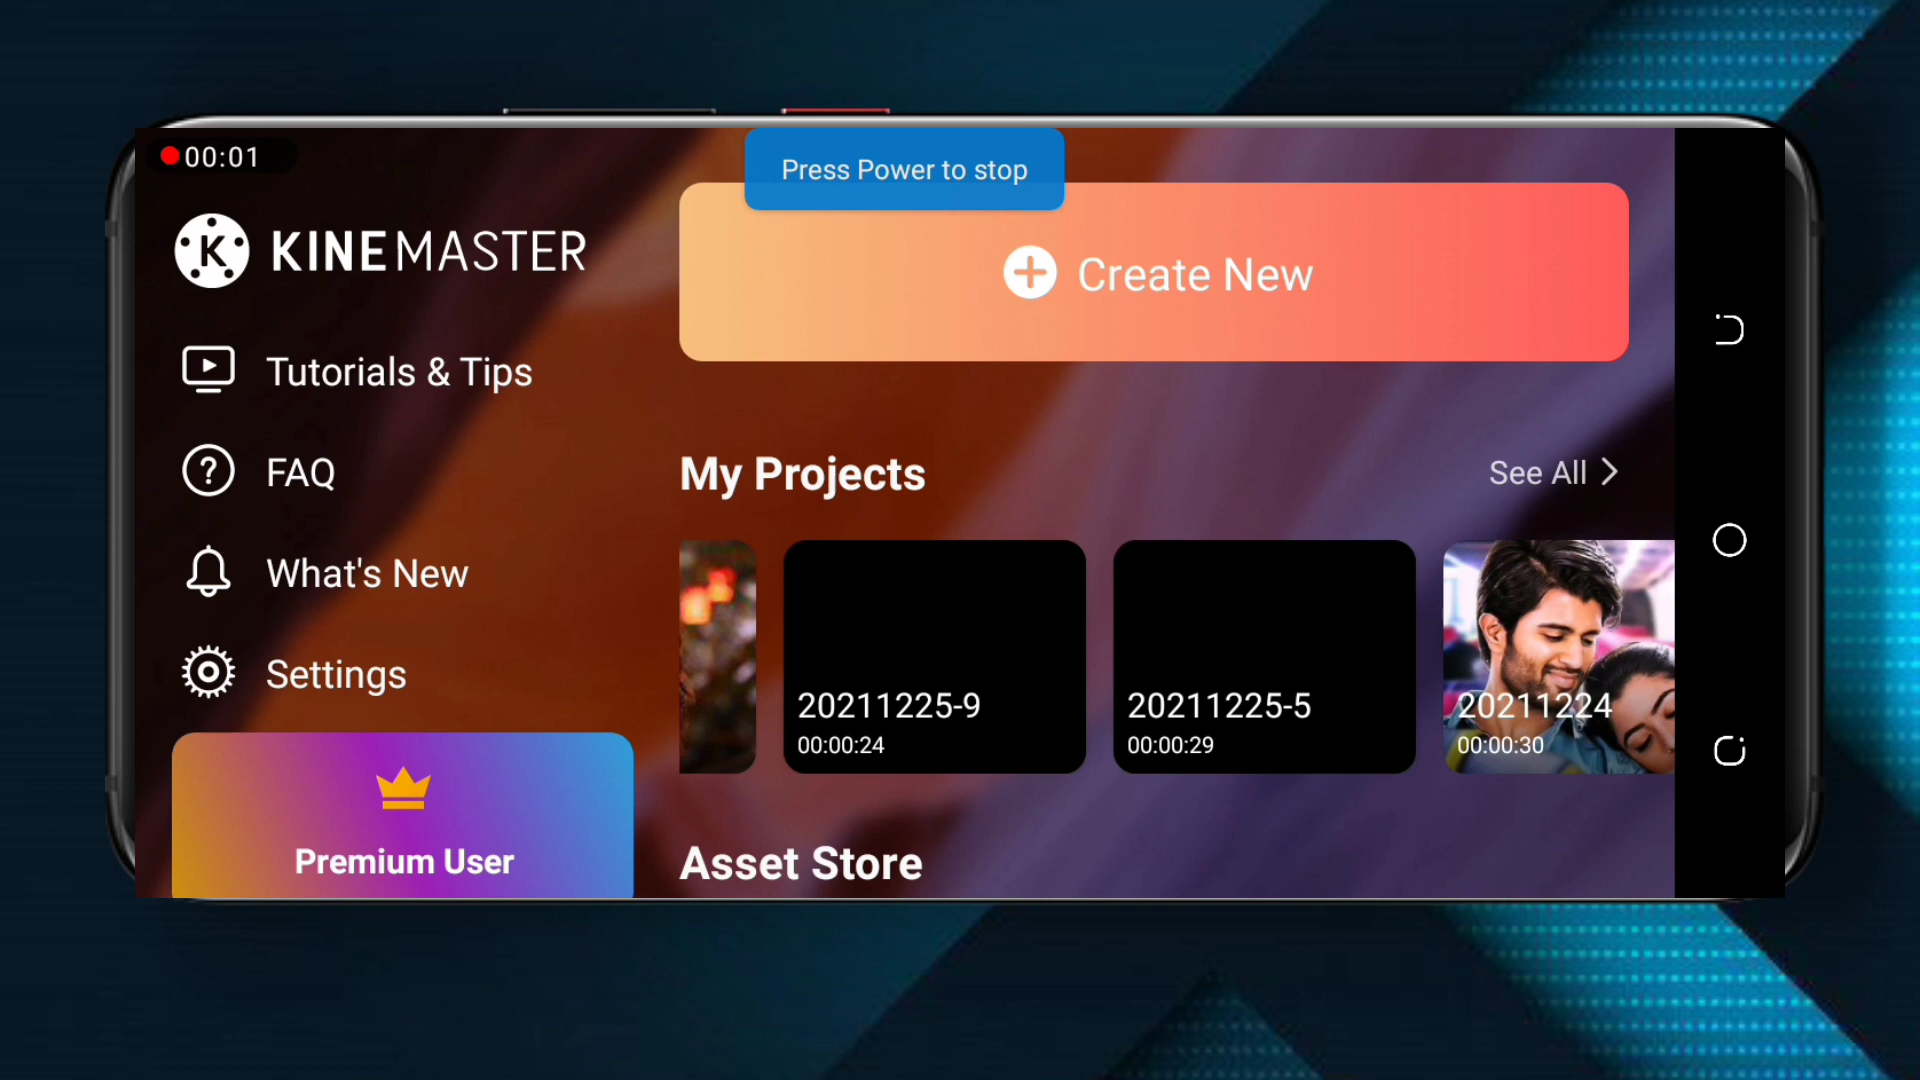 00:01
Press Power to stop
KINEMASTER
Create New
Tutorials & Tips
FAQ
What's New
Settings
Premium User
My Projects
See All
20211225-9
00:00:24
20211225-5
00:00:29
20211224
00:00:30
Asset Store